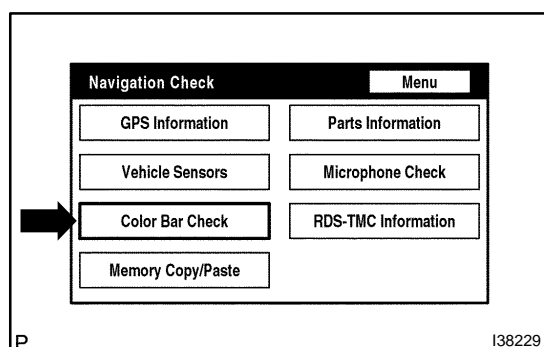 Navigation Check Menu
GPS Information Parts Information
Vehicle Sensors Microphone Check
Color Bar Check RDS-TMC Information
Memory Copy/Paste
P I38229